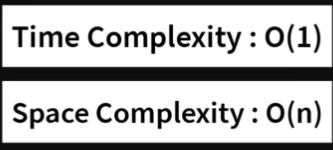 Time Complexity : O(1)
Space Complexity : O(n)